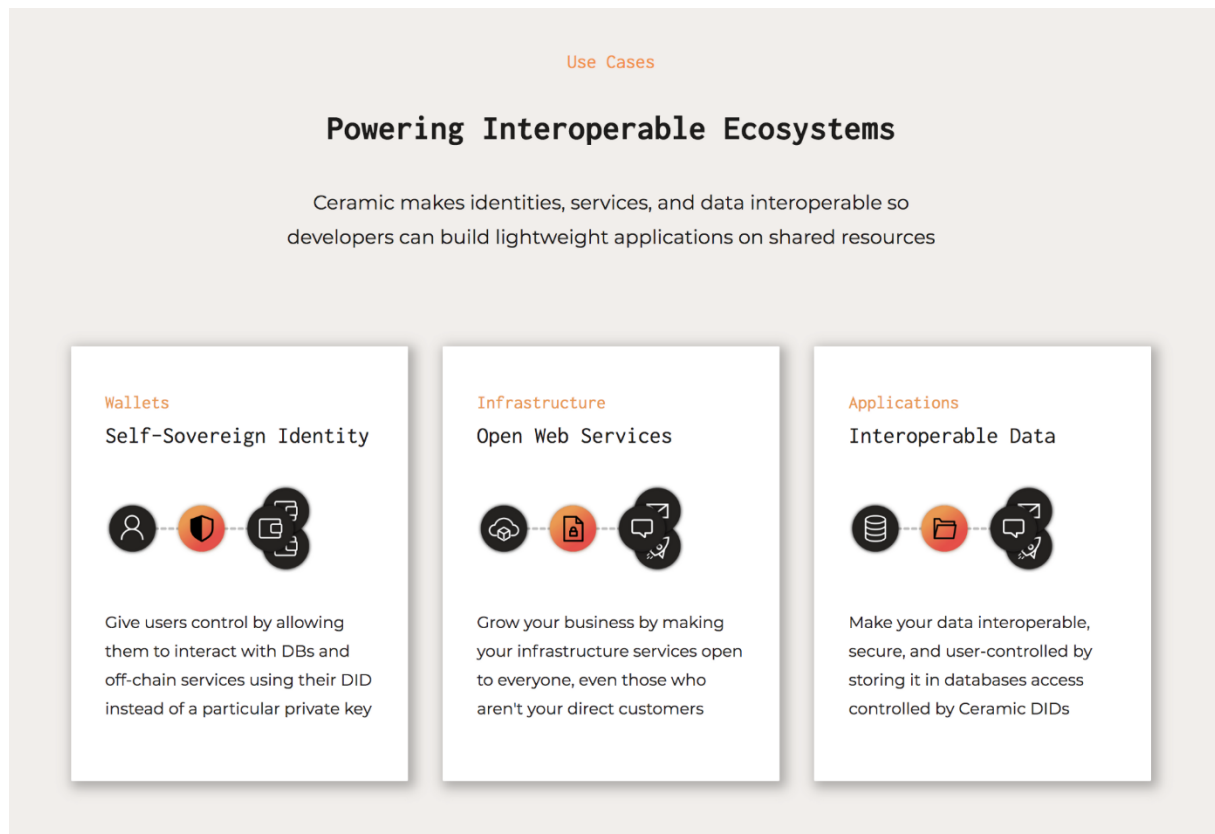 Use Cases
Powering Interoperable Ecosystems
Ceramic makes identities, services, and data interoperable so
developers can build lightweight applications on shared resources
Wallets
Self-Sovereign Identity
Give users control by allowing
them to interact with DBs and
off-chain services using their DID
instead of a particular private key
Infrastructure
Open Web Services
Grow your business by making
your infrastructure services open
to everyone, even those who
aren't your direct customers
Applications
Interoperable Data
Make your data interoperable,
secure, and user-controlled by
storing it in databases access
controlled by Ceramic DIDs